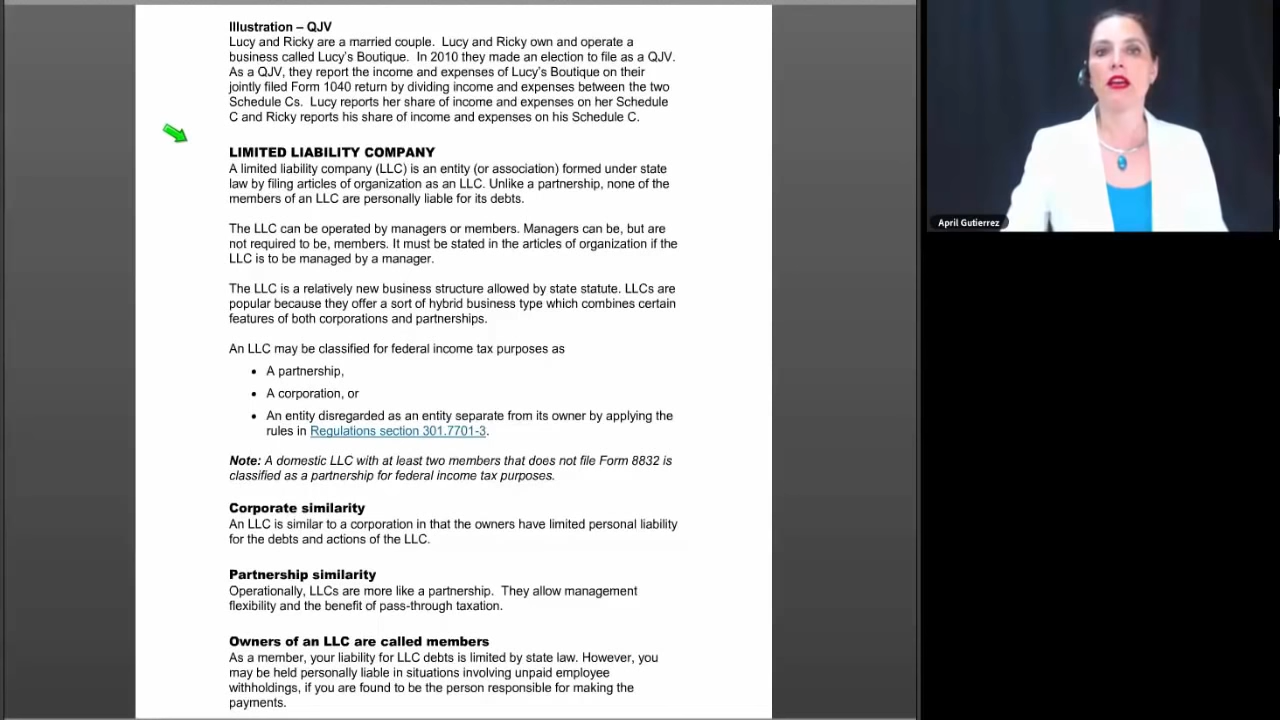 Illustration – QJV
Lucy and Ricky are a married couple. Lucy and Ricky own and operate a
business called Lucy's Boutique. In 2010 they made an election to file as a QJV.
As a QJV, they report the income and expenses of Lucy's Boutique on their
jointly filed Form 1040 return by dividing income and expenses between the two
Schedule Cs. Lucy reports her share of income and expenses on her Schedule
C and Ricky reports his share of income and expenses on his Schedule C.
LIMITED LIABILITY COMPANY
A limited liability company (LLC) is an entity (or association) formed under state
law by filing articles of organization as an LLC. Unlike a partnership, none of the
members of an LLC are personally liable for its debts.
The LLC can be operated by managers or members. Managers can be, but are
not required to be, members. It must be stated in the articles of organization if the
LLC is to be managed by a manager.
The LLC is a relatively new business structure allowed by state statute. LLCs are
popular because they offer a sort of hybrid business type which combines certain
features of both corporations and partnerships.
An LLC may be classified for federal income tax purposes as
• A partnership,
• A corporation, or
• An entity disregarded as an entity separate from its owner by applying the
rules in Regulations section 301.7701-3.
Note: A domestic LLC with at least two members that does not file Form 8832 is
classified as a partnership for federal income tax purposes.
Corporate similarity
An LLC is similar to a corporation in that the owners have limited personal liability
for the debts and actions of the LLC.
Partnership similarity
Operationally, LLCs are more like a partnership. They allow management
flexibility and the benefit of pass-through taxation.
Owners of an LLC are called members
As a member, your liability for LLC debts is limited by state law. However, you
may be held personally liable in situations involving unpaid employee
withholdings, if you are found to be the person responsible for making the
payments.
April Gutierrez